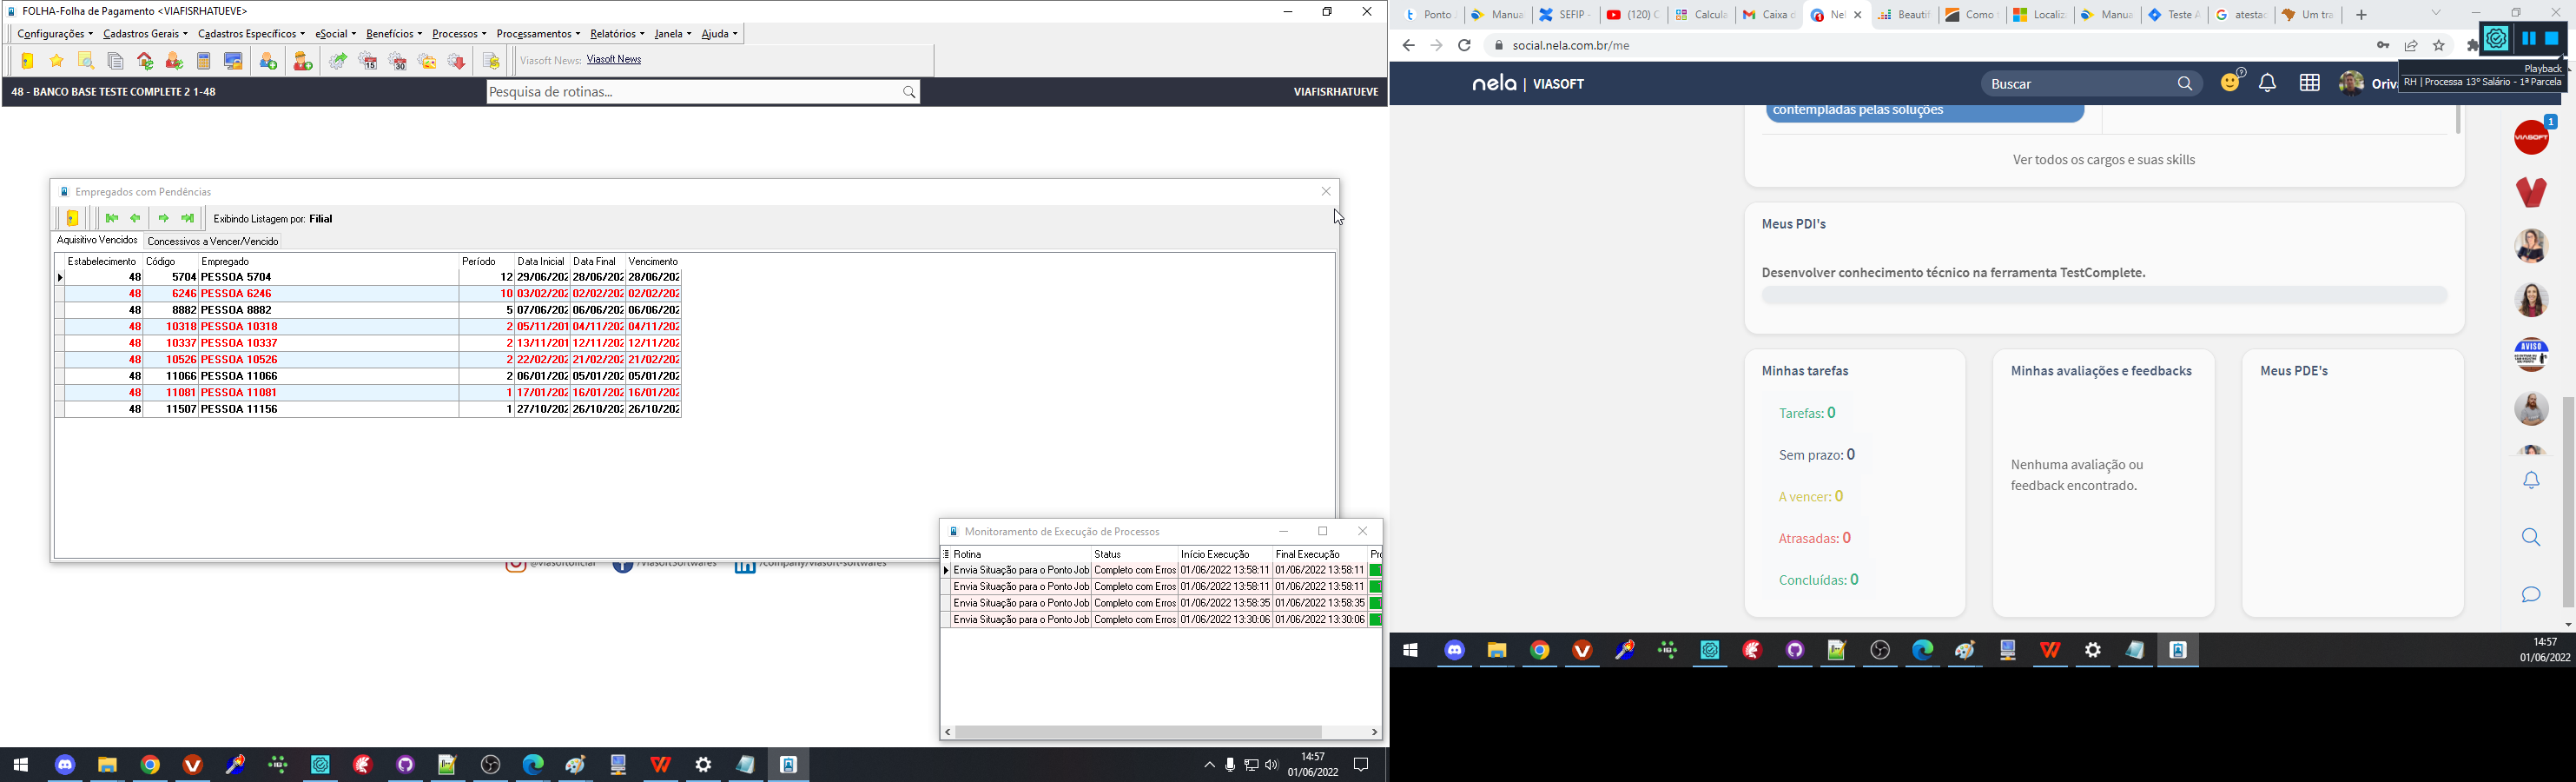 FOLHA-Folha de Pagamento <VIAFISRHATUEVE>
Configurações Cadastros Gerais Cadastros Específicos eSocial Benefícios Processos Processamentos Relatórios Janela Ajuda
15 30 Viasoft News: Viasoft News
48 - BANCO BASE TESTE COMPLETE 2 1-48 Pesquisa de rotinas... VIAFISRHATUEVE
Empregados com Pendências
Exibindo Listagem por: Filial
Aquisitivo Vencidos Concessivos a Vencer/Vencido
Estabelecimento Código Empregado Período Data Inicial Data Final Vencimento
48 5704 PESSOA 5704 12 29/06/202 28/06/202 28/06/202
48 6246 PESSOA 6246 10 03/02/202 02/02/202 02/02/202
48 8882 PESSOA 8882 5 07/06/202 06/06/202 06/06/202
48 10318 PESSOA 10318 2 05/11/201 04/11/202 04/11/202
48 10337 PESSOA 10337 2 13/11/201 12/11/202 12/11/202
48 10526 PESSOA 10526 2 22/02/202 21/02/202 21/02/202
48 11066 PESSOA 11066 2 06/01/202 05/01/202 05/01/202
48 11081 PESSOA 11081 1 17/01/202 16/01/202 16/01/202
48 11507 PESSOA 11156 1 27/10/202 26/10/202 26/10/202
@viasoftoficial /ViasoftSoftwares /company/viasoft-softwares
Monitoramento de Execução de Processos
Rotina Status Início Execução Final Execução Pro
Envia Situação para o Ponto Job Completo com Erros 01/06/2022 13:58:11 01/06/2022 13:58:11
Envia Situação para o Ponto Job Completo com Erros 01/06/2022 13:58:11 01/06/2022 13:58:11
Envia Situação para o Ponto Job Completo com Erros 01/06/2022 13:58:35 01/06/2022 13:58:35
Envia Situação para o Ponto Job Completo com Erros 01/06/2022 13:30:06 01/06/2022 13:30:06
14:57
01/06/2022
Ponto Manua SEFIP - (120) C Calcula Caixa d Nel Beautif Como Localiz Manua Teste A atestac Um tra
social.nela.com.br/me
Playback
RH | Processa 13º Salário - 1ª Parcela
nela | VIASOFT Buscar Oriv
contempladas pelas soluções
Ver todos os cargos e suas skills
VIASOFT 1
Meus PDI's
Desenvolver conhecimento técnico na ferramenta TestComplete.
Minhas tarefas
Tarefas: 0
Sem prazo: 0
A vencer: 0
Atrasadas: 0
Concluídas: 0
Minhas avaliações e feedbacks
Nenhuma avaliação ou
feedback encontrado.
Meus PDE's
AVISO
14:57
01/06/2022